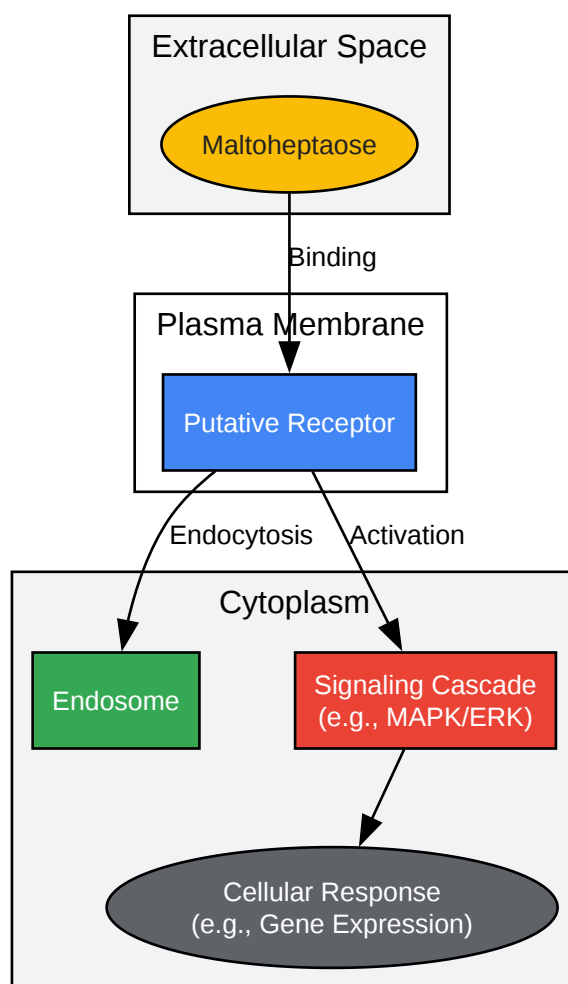 Extracellular Space
Maltoheptaose
Binding
Plasma Membrane
Putative Receptor
Endocytosis
Activation
Cytoplasm
Endosome
Signaling Cascade
(e.g., MAPK/ERK)
Cellular Response
(e.g., Gene Expression)